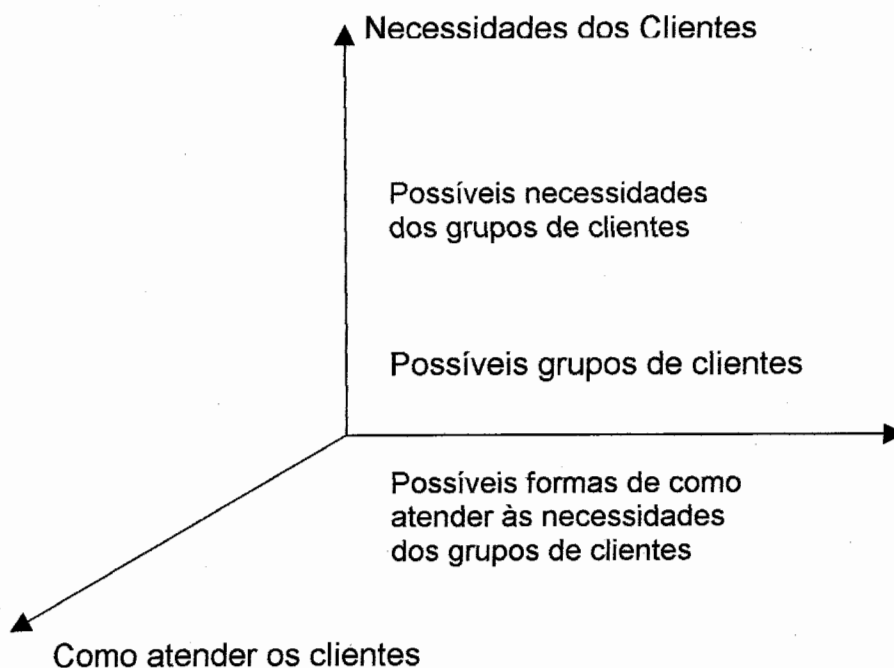 Necessidades dos Clientes
Possíveis necessidades
dos grupos de clientes
Possíveis grupos de clientes
Possíveis formas de como
atender às necessidades
dos grupos de clientes
Como atender os clientes